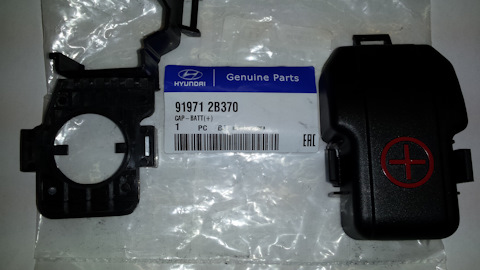 HYUNDAI
Genuine Parts
91971 2B370
CAP-BATT(+)
1 PC
EAC